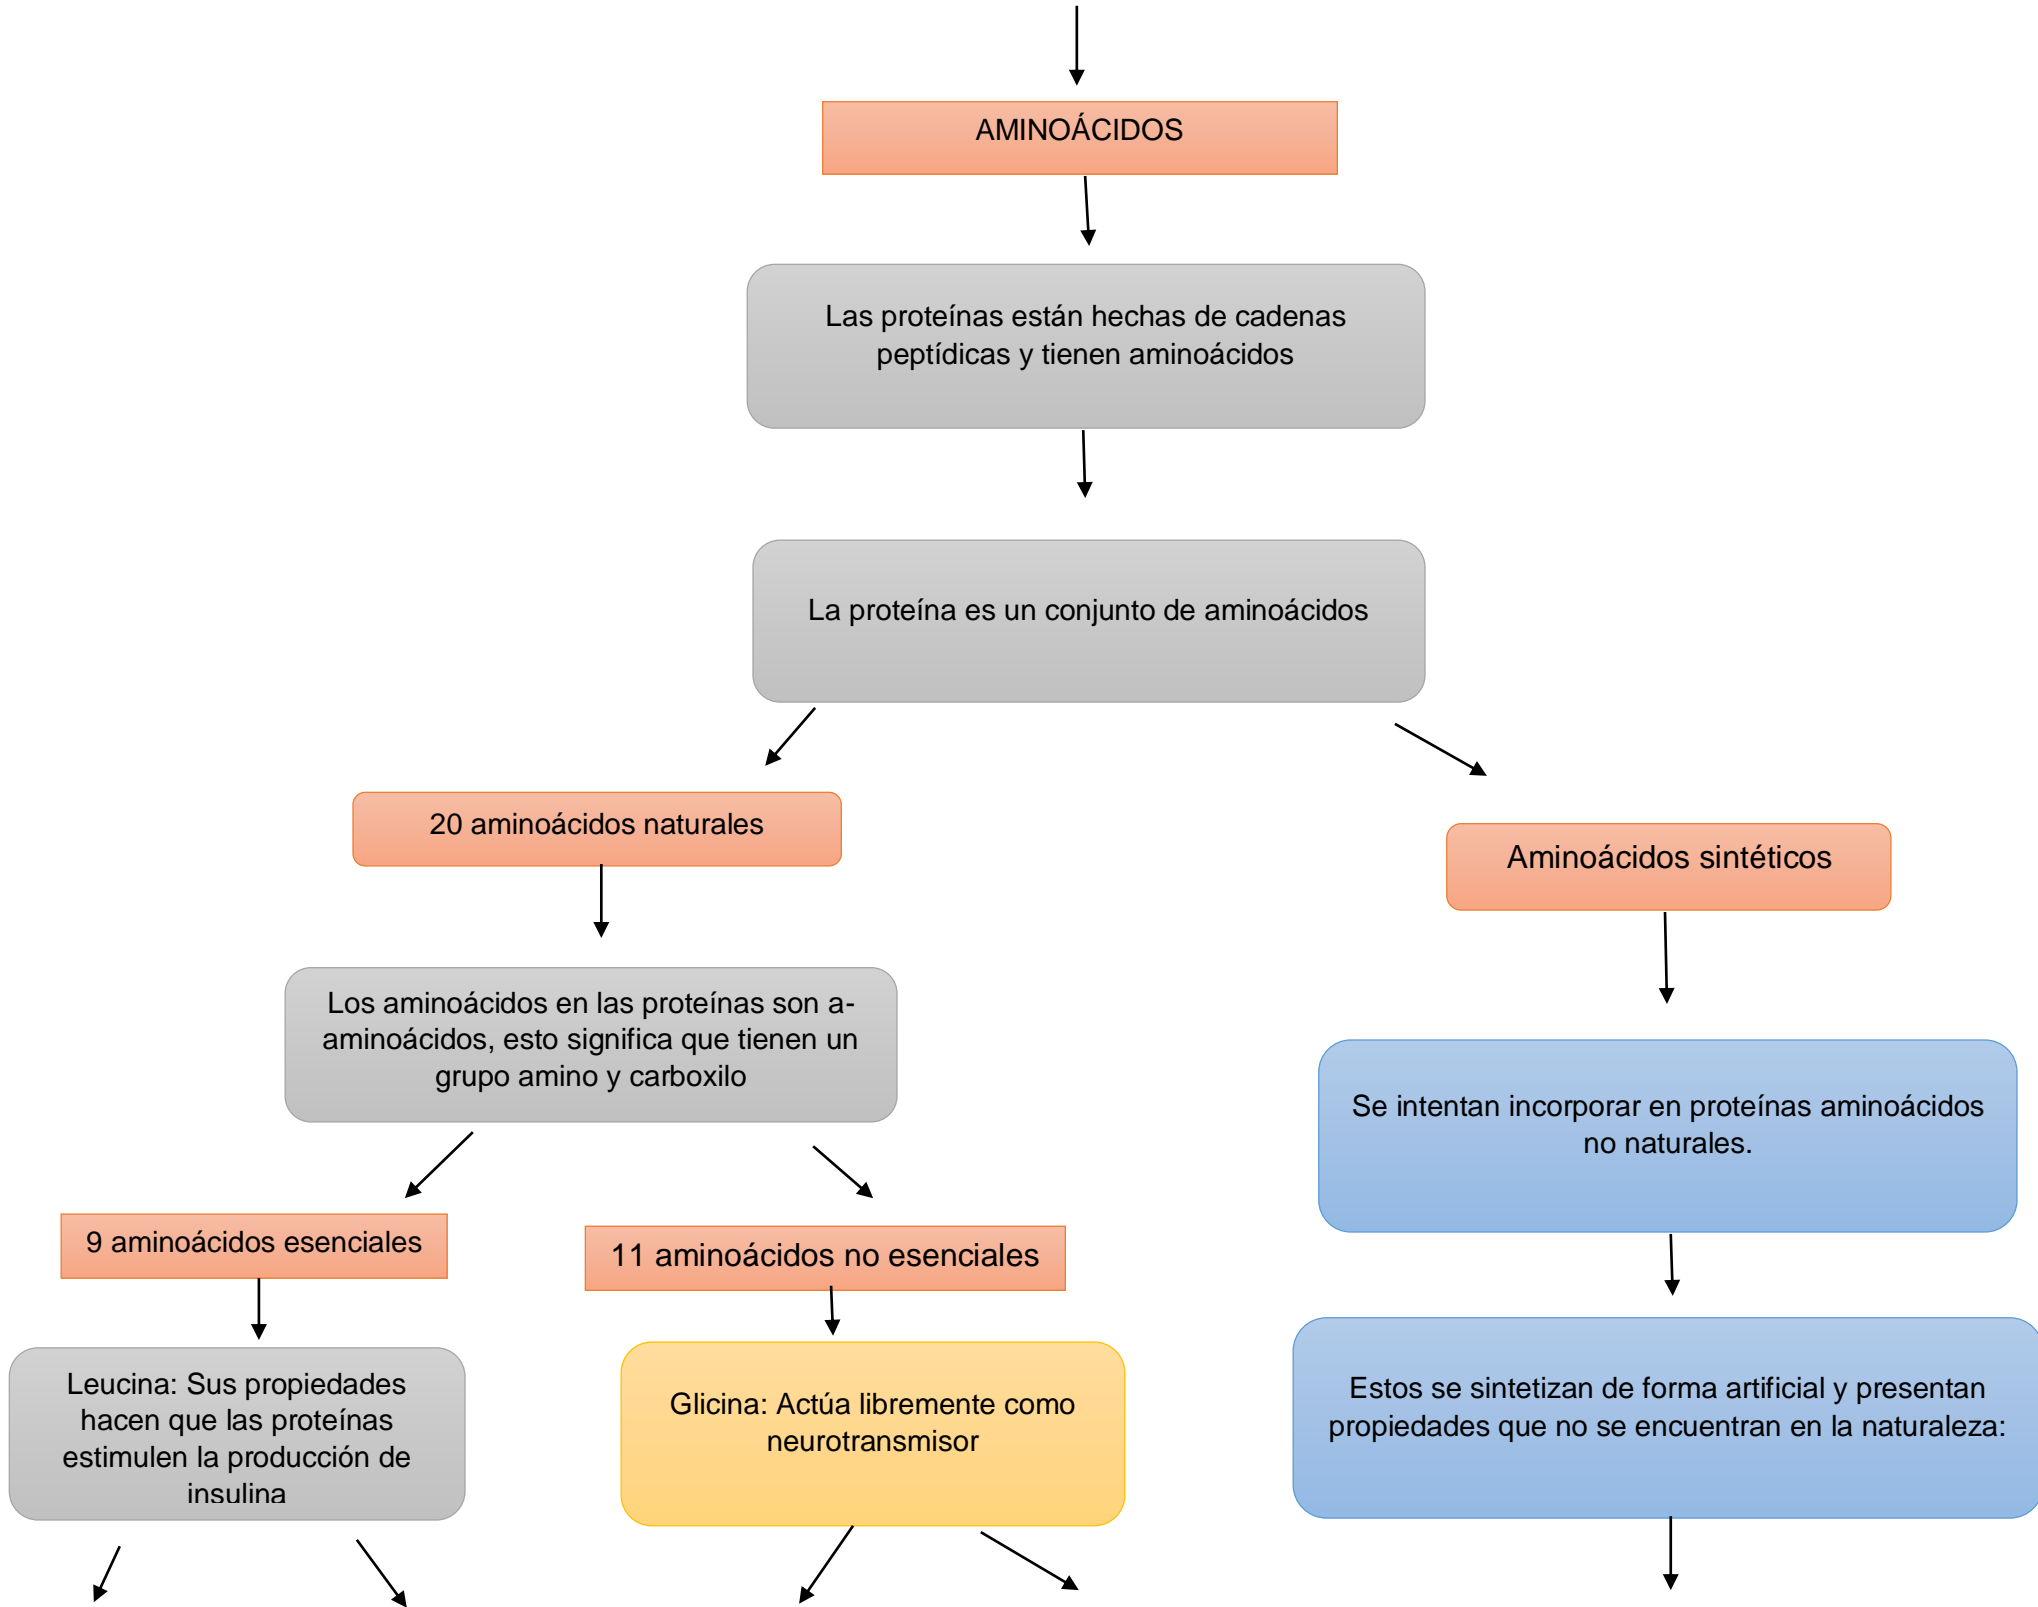 AMINOÁCIDOS
Las proteínas están hechas de cadenas
peptídicas y tienen aminoácidos
La proteína es un conjunto de aminoácidos
20 aminoácidos naturales
Aminoácidos sintéticos
Los aminoácidos en las proteínas son a-
aminoácidos, esto significa que tienen un
grupo amino y carboxilo
Se intentan incorporar en proteínas aminoácidos
no naturales.
9 aminoácidos esenciales
11 aminoácidos no esenciales
Leucina: Sus propiedades
hacen que las proteínas
estimulen la producción de
insulina
Glicina: Actúa libremente como
neurotransmisor
Estos se sintetizan de forma artificial y presentan
propiedades que no se encuentran en la naturaleza: